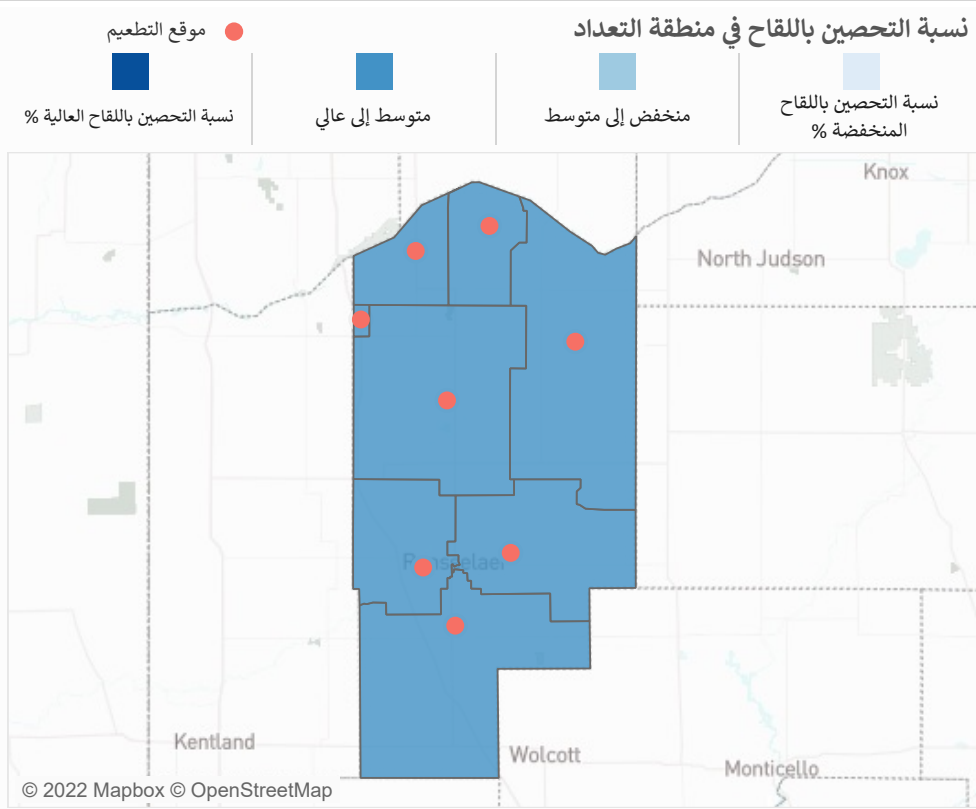 نسبة التحصين باللقاح في منطقة التعداد
موقع التطعيم
نسبة التحصين باللقاح
المنخفضة %
منخفض إلى متوسط
متوسط إلى عالي
نسبة التحصين باللقاح العالية %
Knox
North Judson
Rensselaer
Kentland
Wolcott
Monticello
© 2022 Mapbox © OpenStreetMap